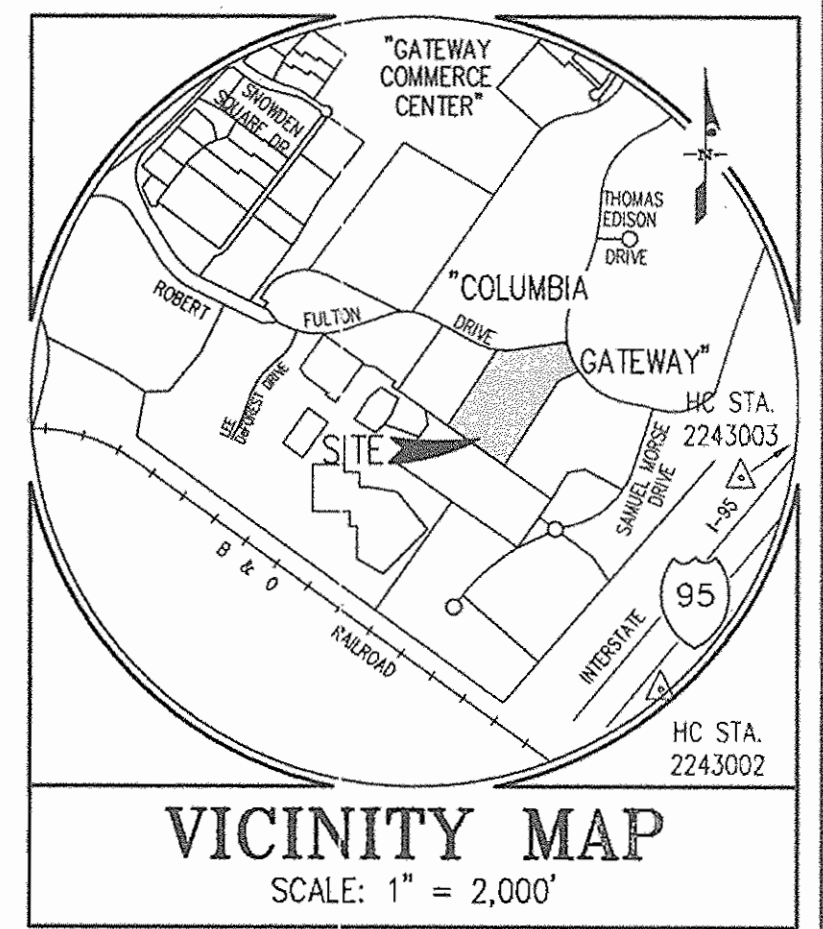 "GATEWAY
COMMERCE
CENTER"
SNOWDEN
SQUARE DR.
N
THOMAS
EDISON
DRIVE
"COLUMBIA
GATEWAY"
ROBERT
FULTON
DRIVE
LEE
DeFOREST DRIVE
HC STA.
2243003
SITE
SAMUEL MORSE
DRIVE
I-95
95
B & O
RAILROAD
INTERSTATE
HC STA.
2243002
VICINITY MAP
SCALE: 1" = 2,000'